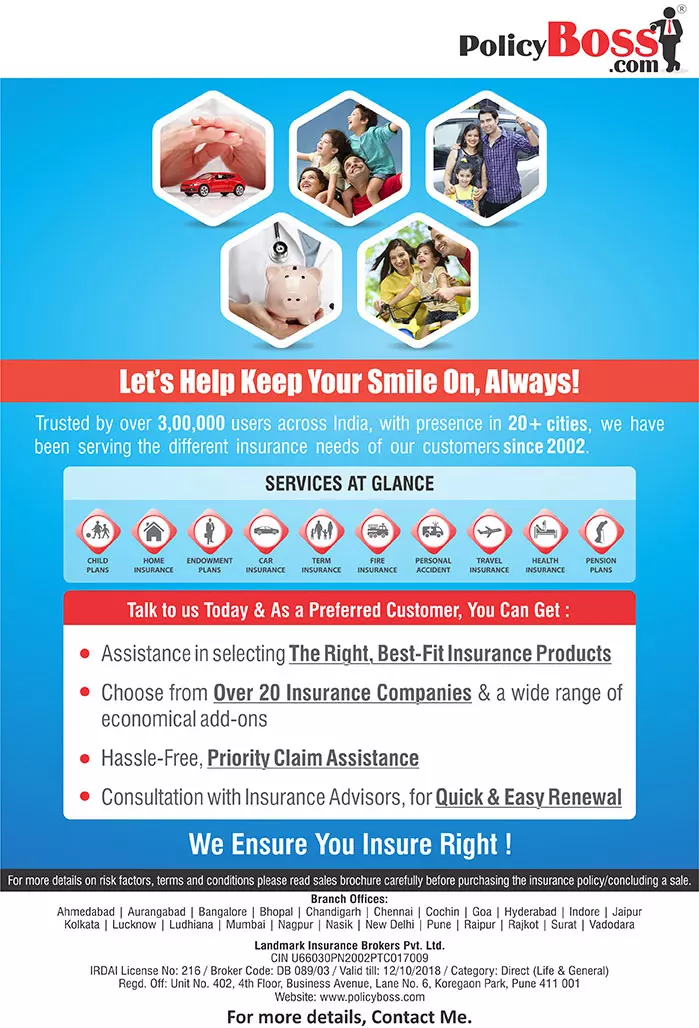 PolicyBoss®
.com
Let's Help Keep Your Smile On, Always!
Trusted by over 3,00,000 users across India, with presence in 20+ cities, we have
been serving the different insurance needs of our customers since 2002.
SERVICES AT GLANCE
CHILD PLANS
HOME INSURANCE
ENDOWMENT PLANS
CAR INSURANCE
TERM INSURANCE
FIRE INSURANCE
PERSONAL ACCIDENT
TRAVEL INSURANCE
HEALTH INSURANCE
PENSION PLANS
Talk to us Today & As a Preferred Customer, You Can Get :
• Assistance in selecting The Right, Best-Fit Insurance Products
• Choose from Over 20 Insurance Companies & a wide range of
economical add-ons
• Hassle-Free, Priority Claim Assistance
• Consultation with Insurance Advisors, for Quick & Easy Renewal
We Ensure You Insure Right !
For more details on risk factors, terms and conditions please read sales brochure carefully before purchasing the insurance policy/concluding a sale.
Branch Offices:
Ahmedabad | Aurangabad | Bangalore | Bhopal | Chandigarh | Chennai | Cochin | Goa | Hyderabad | Indore | Jaipur
Kolkata | Lucknow | Ludhiana | Mumbai | Nagpur | Nasik | New Delhi | Pune | Raipur | Rajkot | Surat | Vadodara
Landmark Insurance Brokers Pvt. Ltd.
CIN U66030PN2002PTC017009
IRDAI License No: 216 / Broker Code: DB 089/03 / Valid till: 12/10/2018 / Category: Direct (Life & General)
Regd. Off: Unit No. 402, 4th Floor, Business Avenue, Lane No. 6, Koregaon Park, Pune 411 001
Website: www.policyboss.com
For more details, Contact Me.